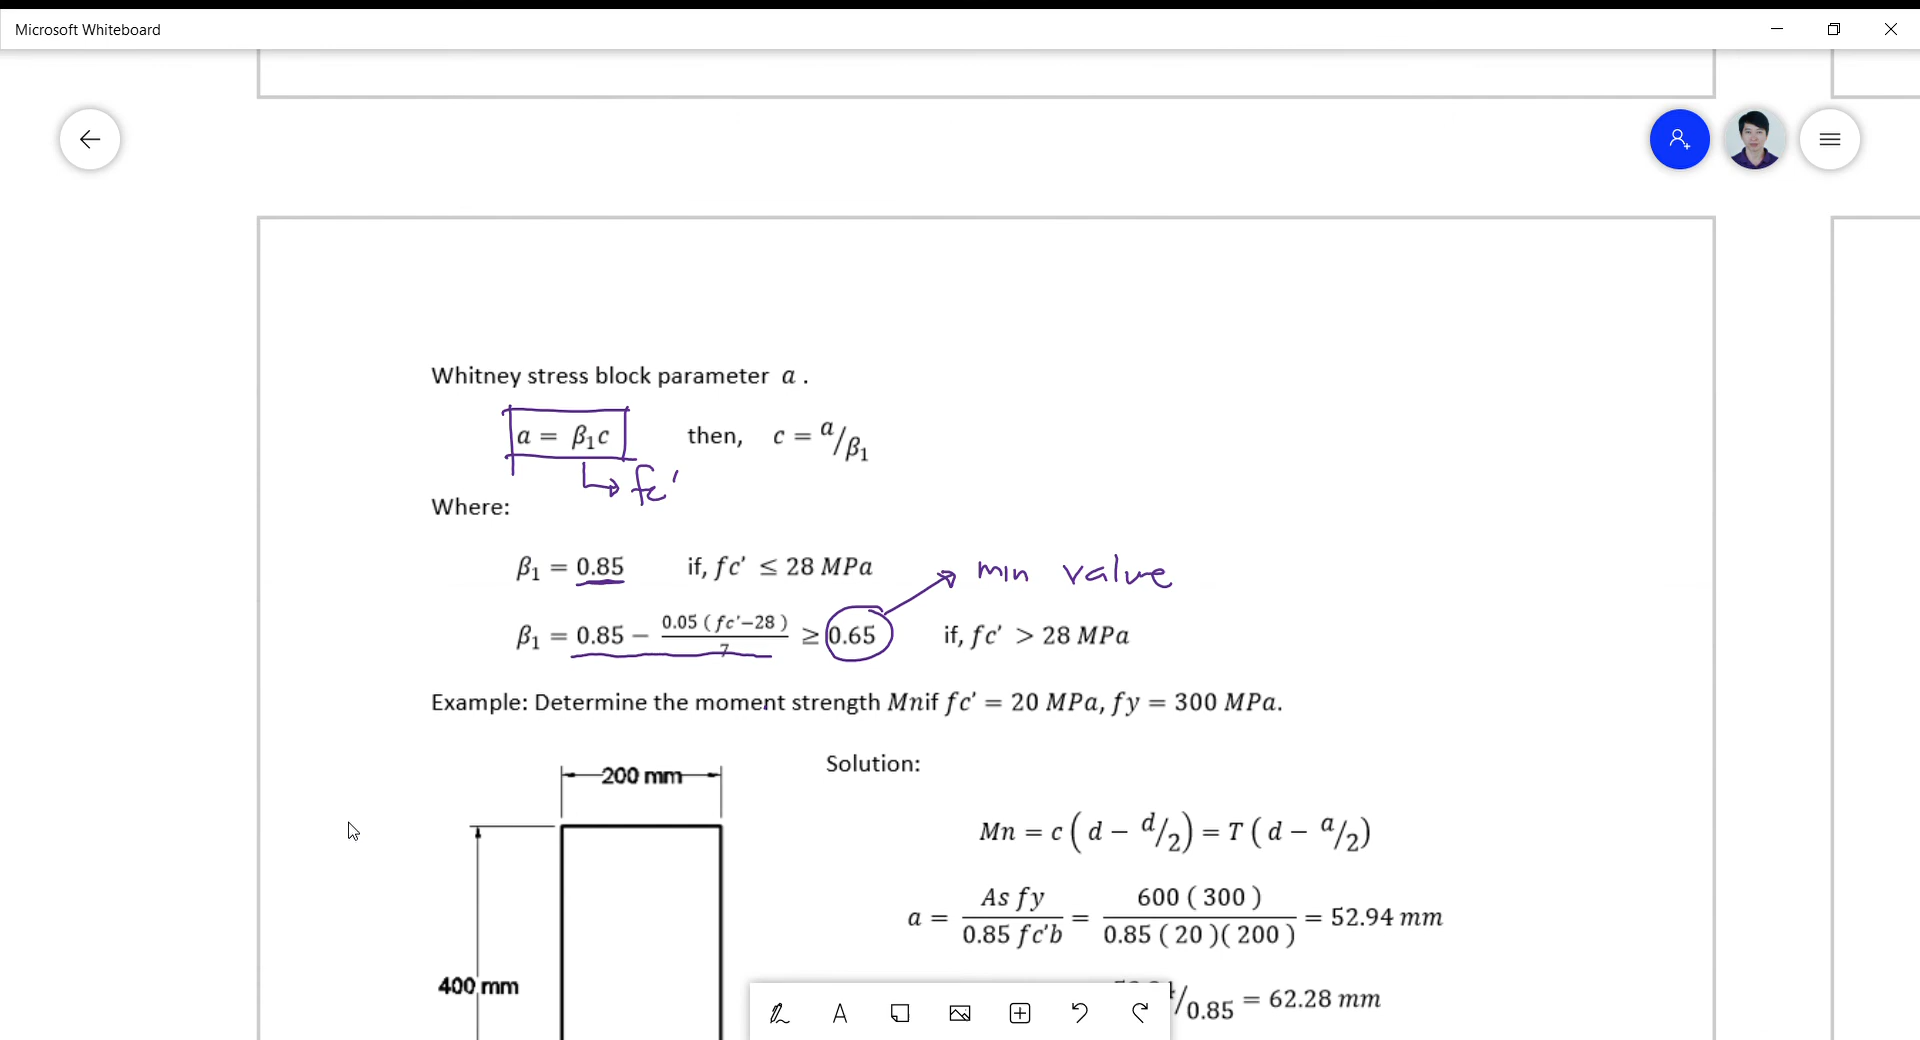 Microsoft Whiteboard
Whitney stress block parameter a .
a = β₁c then, c = a/β₁
fc'
Where:
β₁ = 0.85 if, fc' ≤ 28 MPa
min value
β₁ = 0.85 − 0.05 ( fc'−28 ) / 7 ≥ 0.65 if, fc' > 28 MPa
Example: Determine the moment strength Mnif fc' = 20 MPa, fy = 300 MPa.
200 mm
Solution:
Mn = c ( d − d/2 ) = T ( d − a/2 )
a = As fy / 0.85 fc'b = 600 ( 300 ) / 0.85 ( 20 )( 200 ) = 52.94 mm
400 mm
/0.85 = 62.28 mm
A